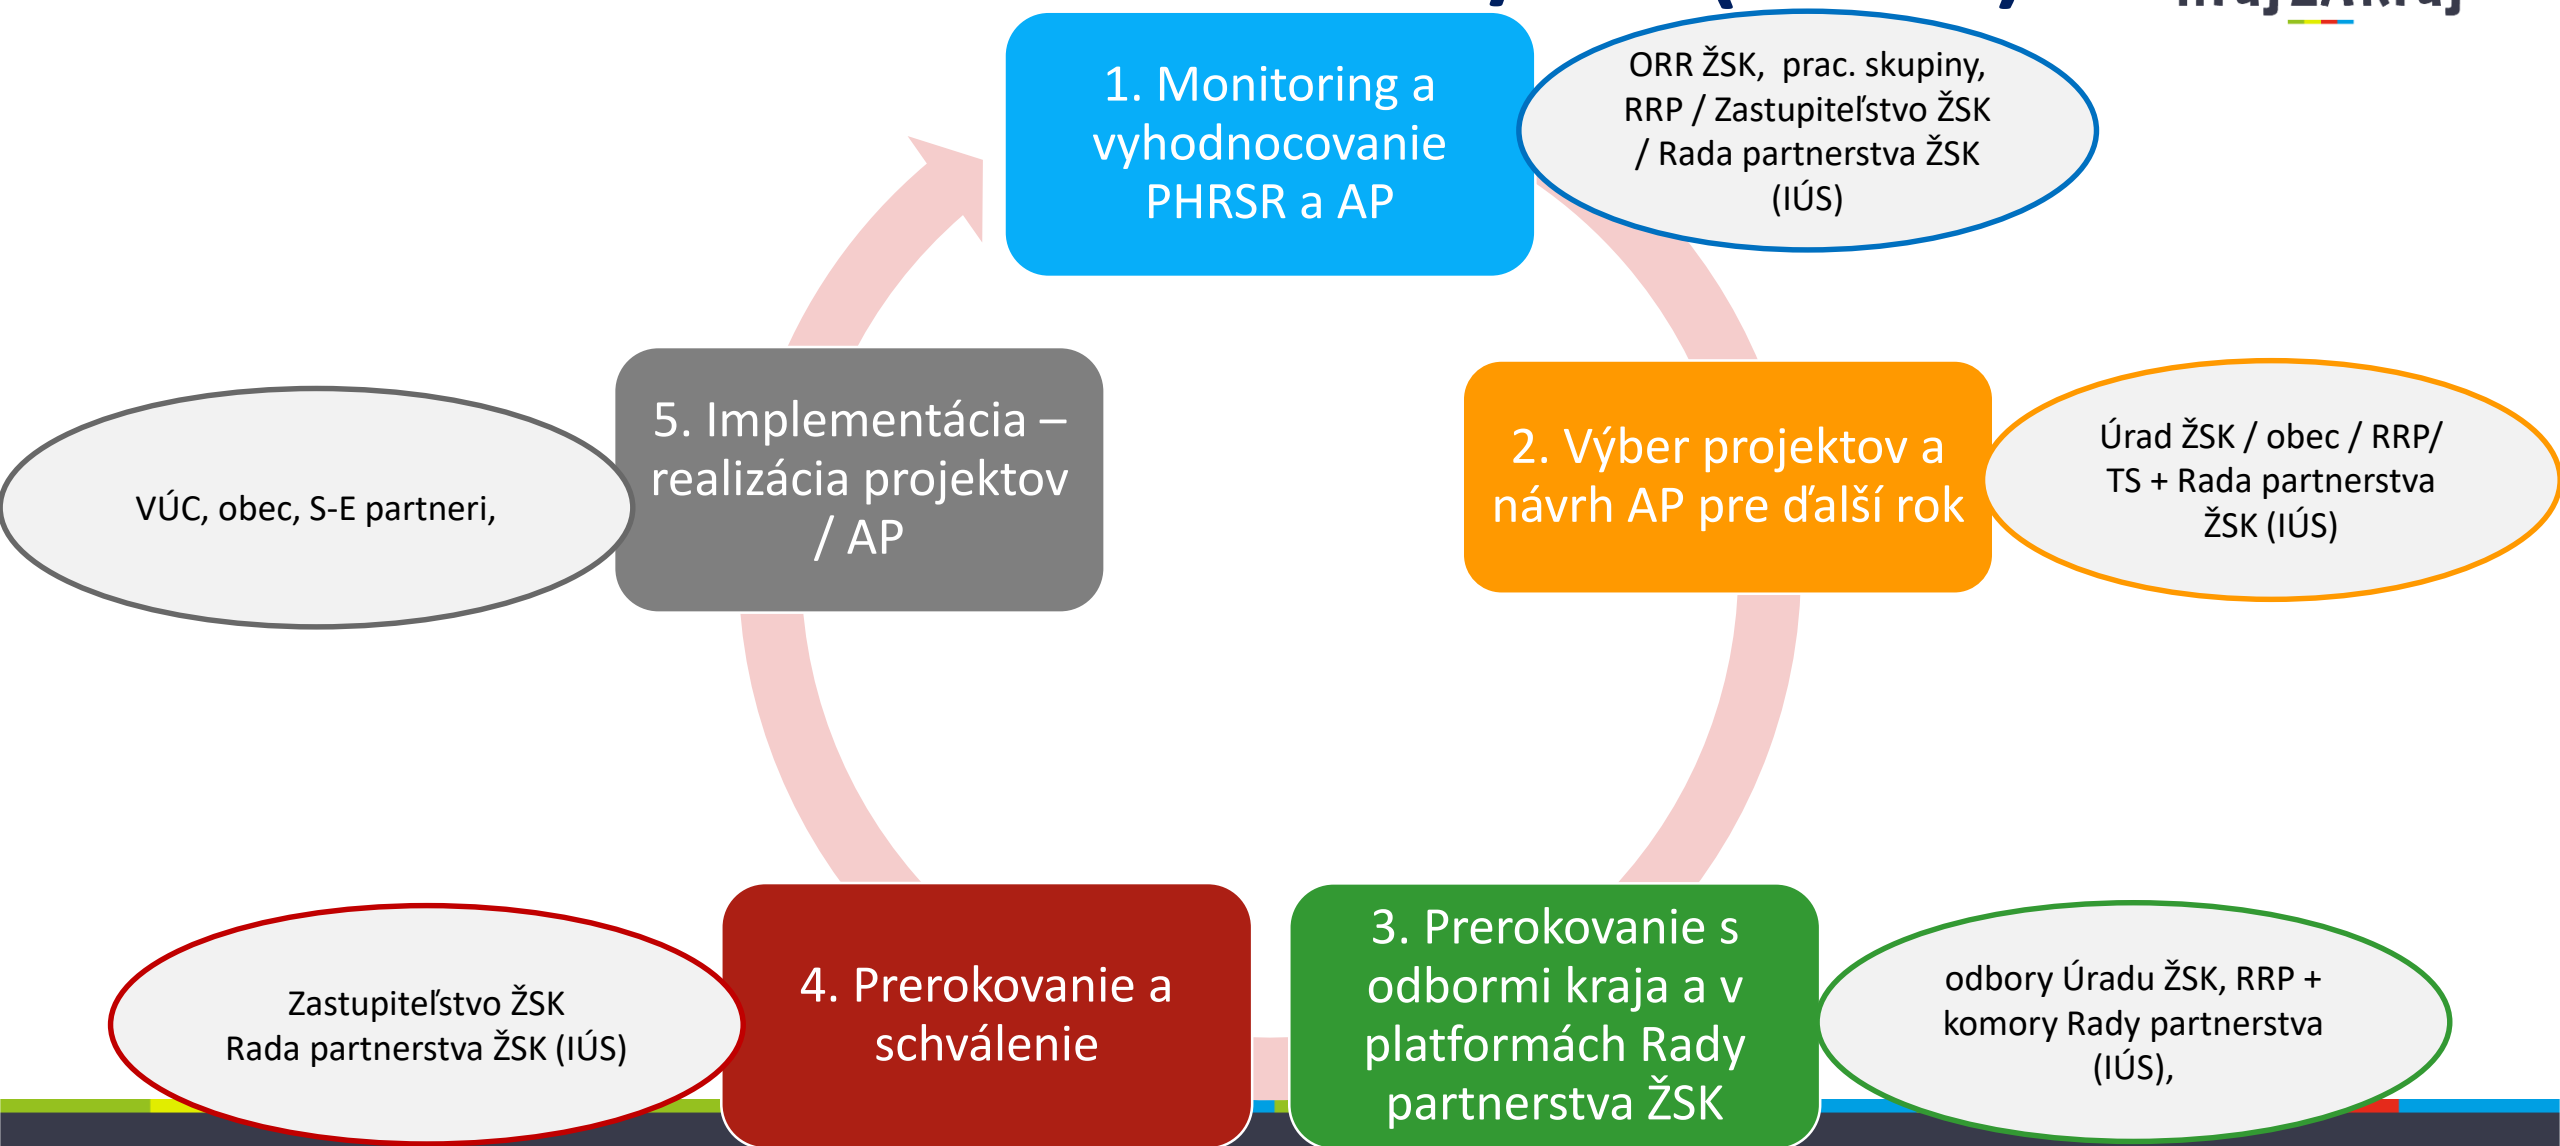 1. Monitoring a
vyhodnocovanie
PHRSR a AP
ORR ŽSK, prac. skupiny,
RRP / Zastupiteľstvo ŽSK
/ Rada partnerstva ŽSK
(IÚS)
2. Výber projektov a
návrh AP pre ďalší rok
Úrad ŽSK / obec / RRP/
TS + Rada partnerstva
ŽSK (IÚS)
3. Prerokovanie s
odbormi kraja a v
platformách Rady
partnerstva ŽSK
odbory Úradu ŽSK, RRP +
komory Rady partnerstva
(IÚS),
4. Prerokovanie a
schválenie
Zastupiteľstvo ŽSK
Rada partnerstva ŽSK (IÚS)
5. Implementácia –
realizácia projektov
/ AP
VÚC, obec, S-E partneri,